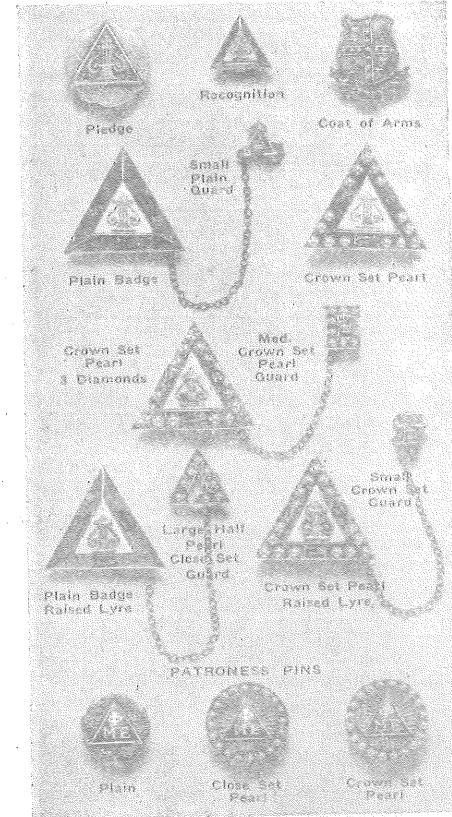 Pledge
Recognition
Coat of Arms
Small
Plain
Guard
Plain Badge
Crown Set Pearl
Crown Set
Pearl
3 Diamonds
Med.
Crown Set
Pearl
Guard
Small
Crown Set
Guard
Large Half
Pearl
Close Set
Guard
Plain Badge
Raised Lyre
Crown Set Pearl
Raised Lyre
PATRONESS PINS
Φ
M E
Φ
M E
Φ
M E
Plain
Close Set
Pearl
Crown Set
Pearl